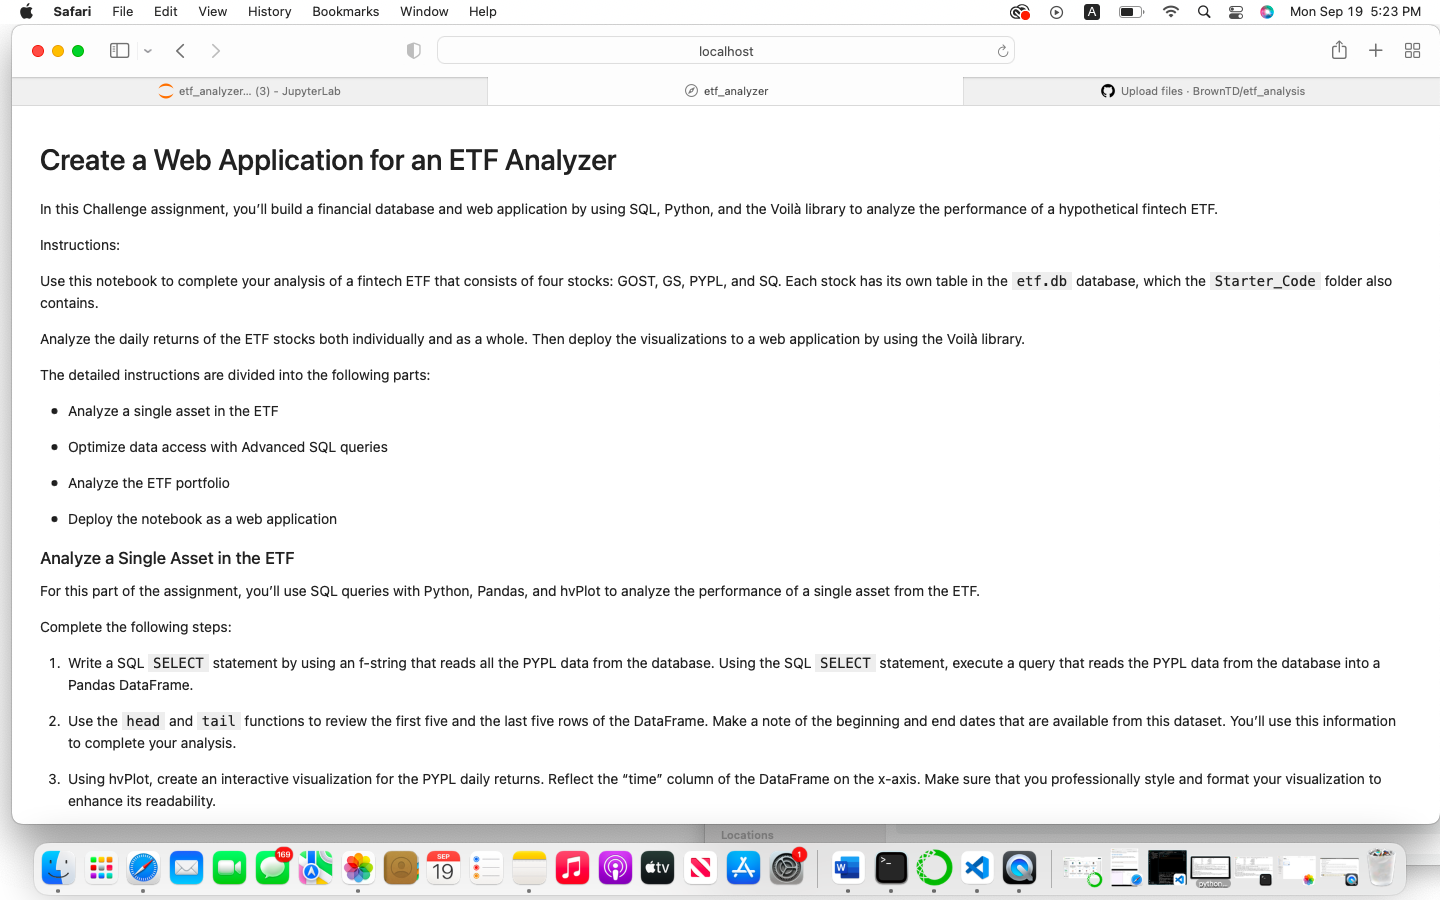 Safari File Edit View History Bookmarks Window Help A Mon Sep 19 5:23 PM
localhost
etf_analyzer... (3) - JupyterLab
etf_analyzer
Upload files · BrownTD/etf_analysis
Create a Web Application for an ETF Analyzer
In this Challenge assignment, you’ll build a financial database and web application by using SQL, Python, and the Voilà library to analyze the performance of a hypothetical fintech ETF.
Instructions:
Use this notebook to complete your analysis of a fintech ETF that consists of four stocks: GOST, GS, PYPL, and SQ. Each stock has its own table in the etf.db database, which the Starter_Code folder also
contains.
Analyze the daily returns of the ETF stocks both individually and as a whole. Then deploy the visualizations to a web application by using the Voilà library.
The detailed instructions are divided into the following parts:
• Analyze a single asset in the ETF
• Optimize data access with Advanced SQL queries
• Analyze the ETF portfolio
• Deploy the notebook as a web application
Analyze a Single Asset in the ETF
For this part of the assignment, you’ll use SQL queries with Python, Pandas, and hvPlot to analyze the performance of a single asset from the ETF.
Complete the following steps:
1. Write a SQL SELECT statement by using an f-string that reads all the PYPL data from the database. Using the SQL SELECT statement, execute a query that reads the PYPL data from the database into a
Pandas DataFrame.
2. Use the head and tail functions to review the first five and the last five rows of the DataFrame. Make a note of the beginning and end dates that are available from this dataset. You’ll use this information
to complete your analysis.
3. Using hvPlot, create an interactive visualization for the PYPL daily returns. Reflect the “time” column of the DataFrame on the x-axis. Make sure that you professionally style and format your visualization to
enhance its readability.
Locations
169
SEP
19
tv
1
W
>_
python...